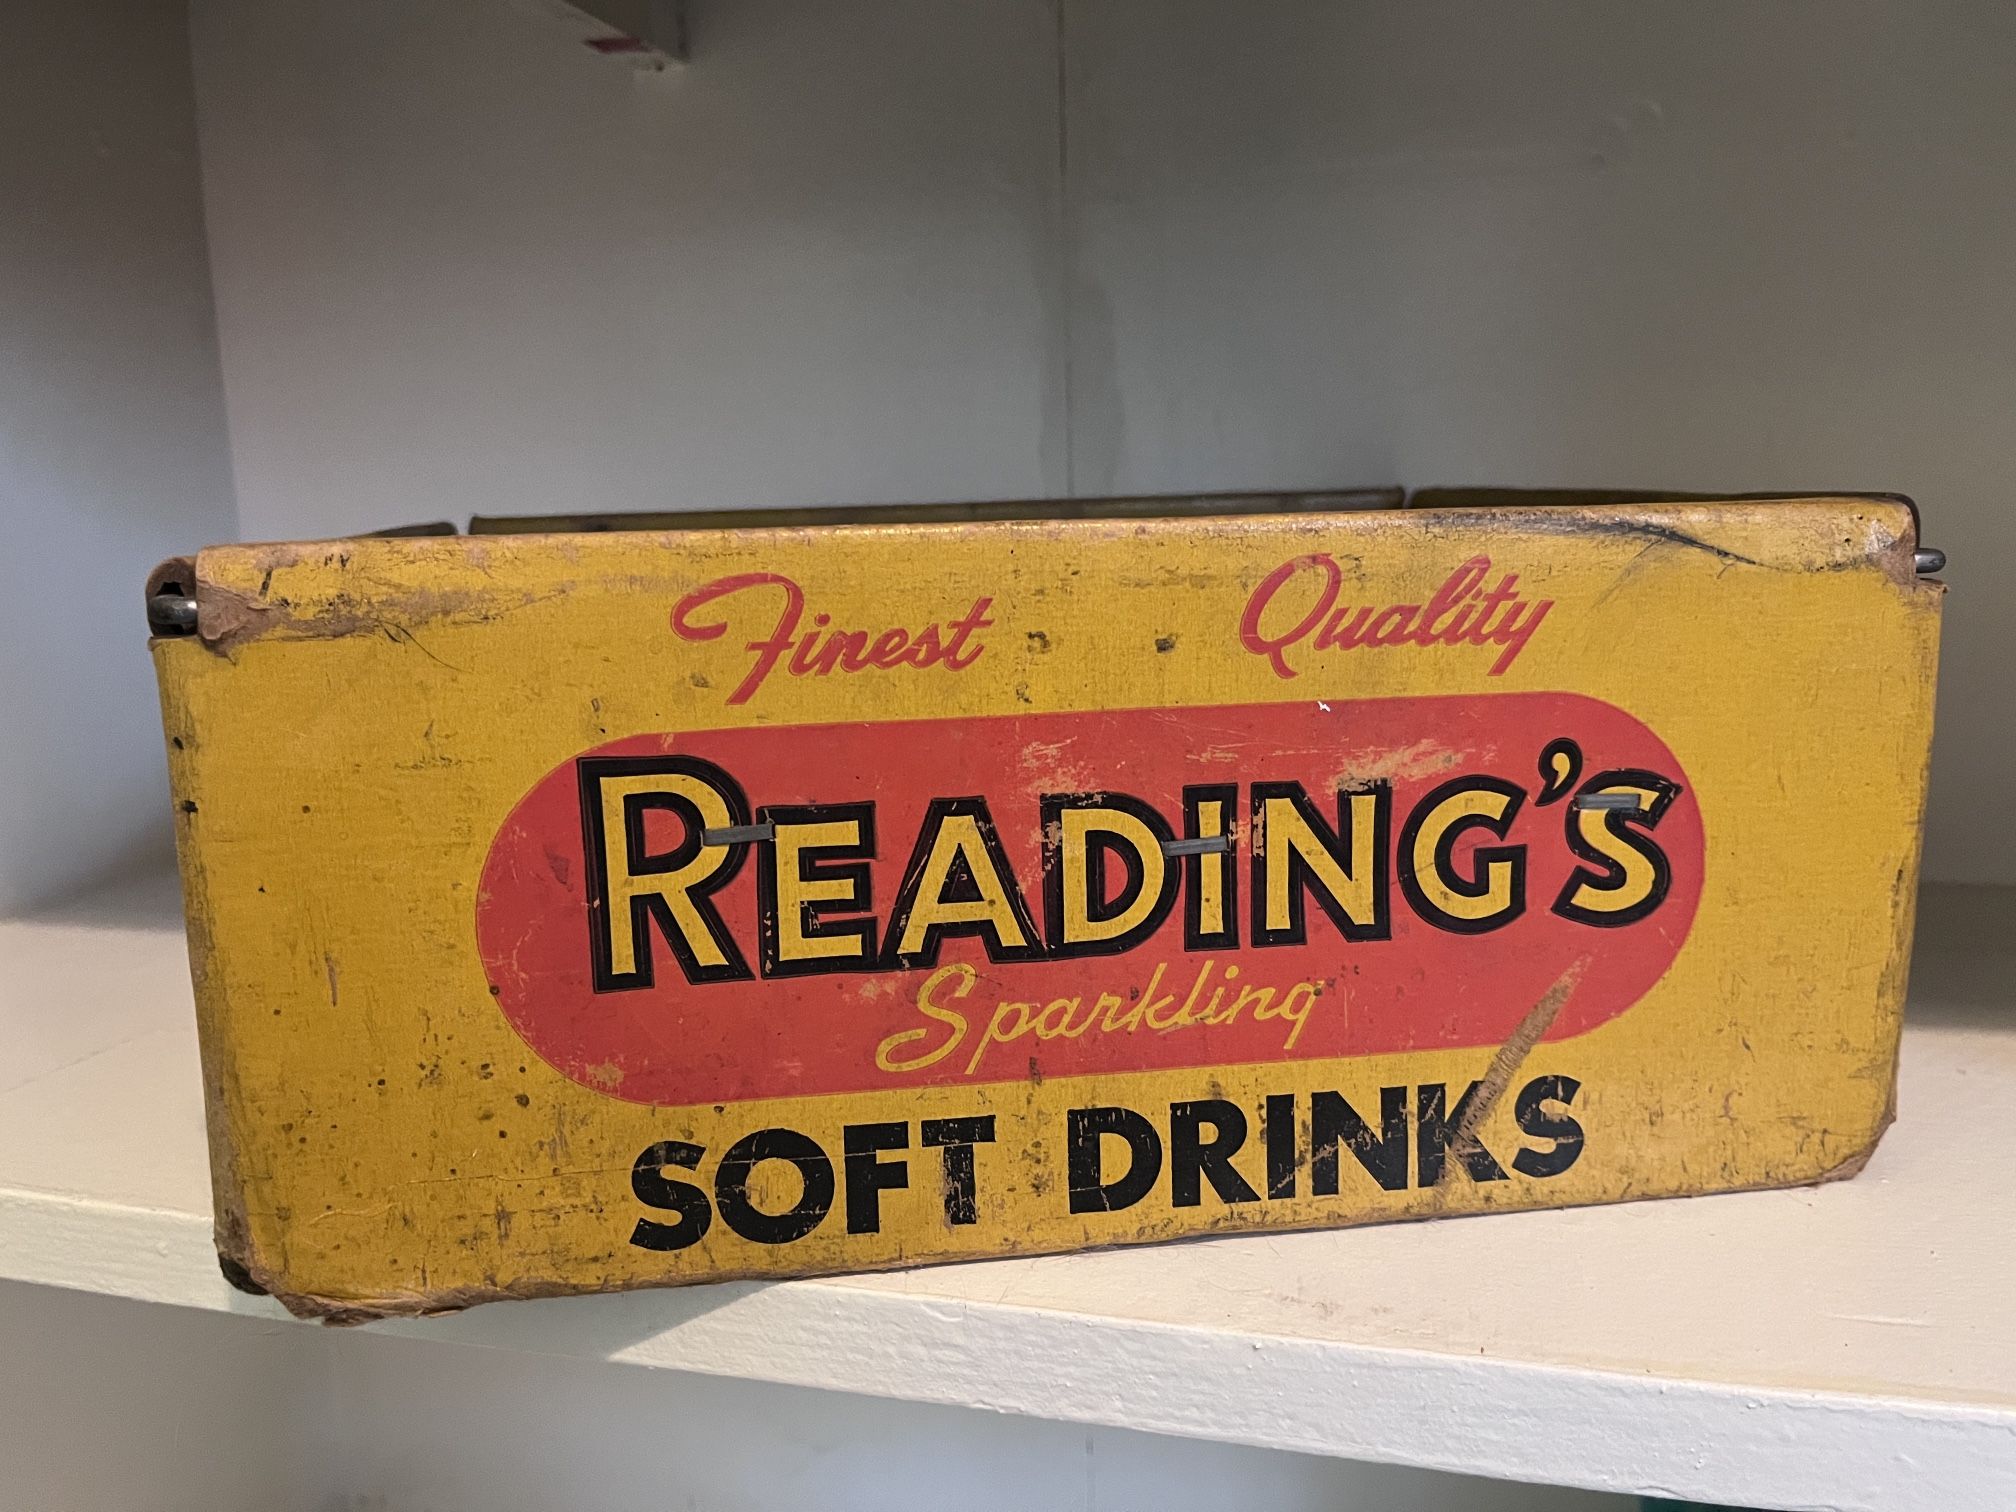 Finest Quality
READING'S
Sparkling
SOFT DRINKS